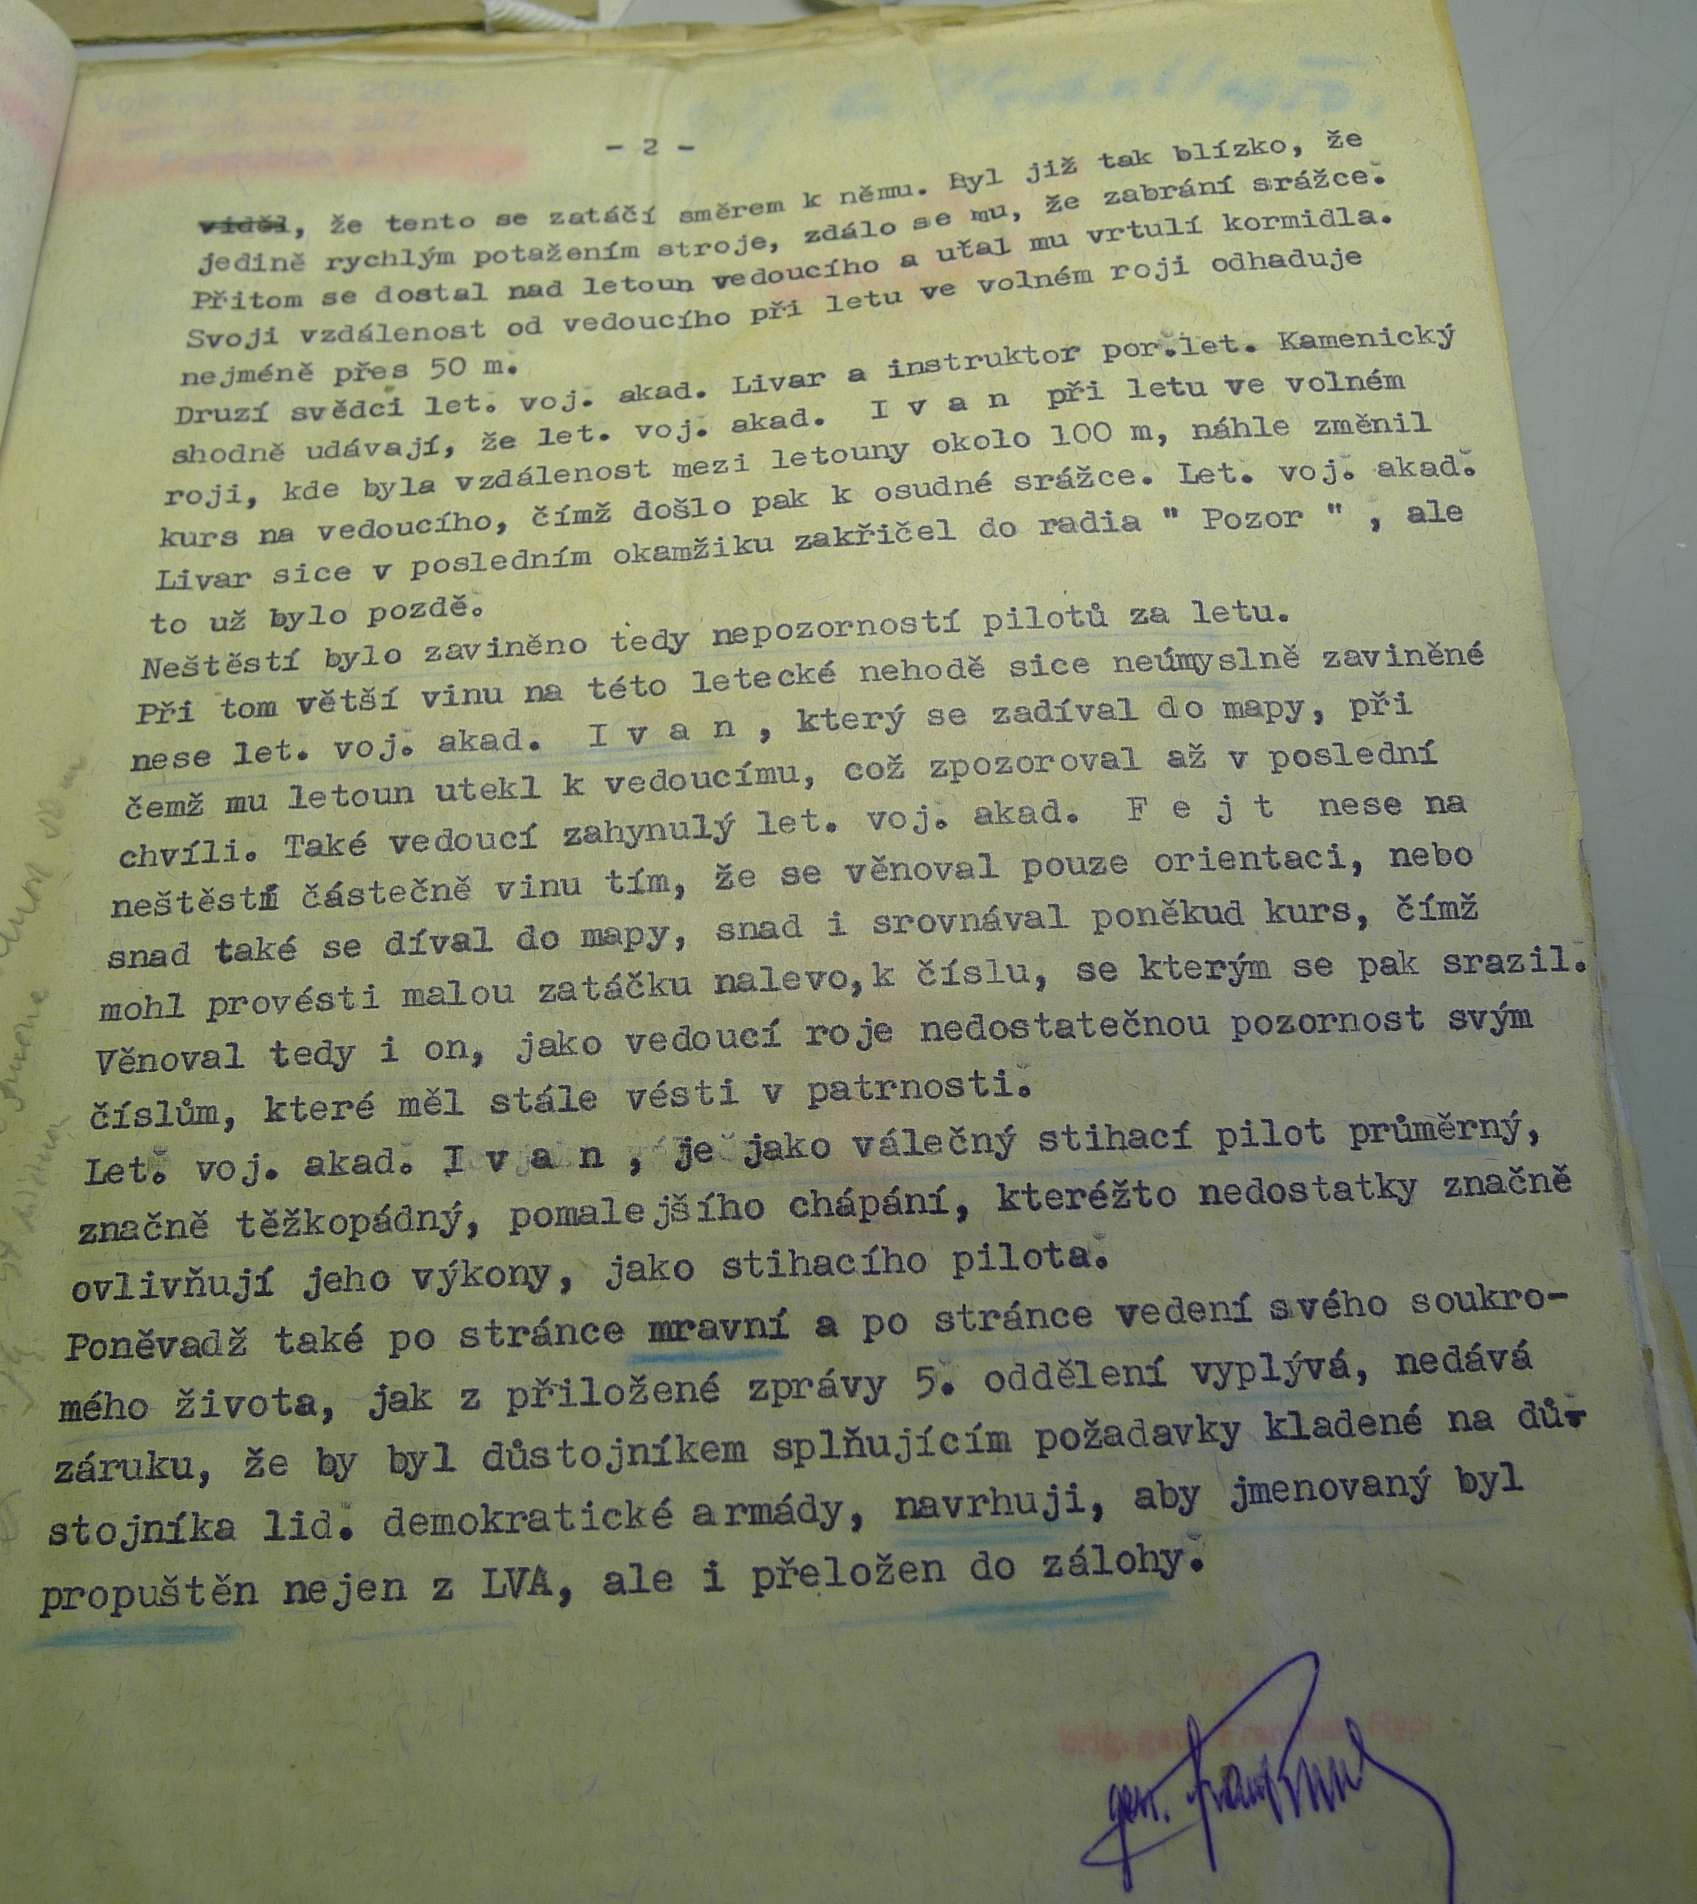 - 2 -
viděl, že tento se zatáčí směrem k němu. Byl již tak blízko, že
jedině rychlým potažením stroje, zdálo se mu, že zabrání srážce.
Přitom se dostal nad letoun vedoucího a uťal mu vrtulí kormidla.
Svoji vzdálenost od vedoucího při letu ve volném roji odhaduje
nejméně přes 50 m.
Druzí svědci let. voj. akad. Livar a instruktor por.let. Kamenický
shodně udávají, že let. voj. akad. I v a n při letu ve volném
roji, kde byla vzdálenost mezi letouny okolo 100 m, náhle změnil
kurs na vedoucího, čímž došlo pak k osudné srážce. Let. voj. akad.
Livar sice v posledním okamžiku zakřičel do radia " Pozor " , ale
to už bylo pozdě.
Neštěstí bylo zaviněno tedy nepozorností pilotů za letu.
Při tom větší vinu na této letecké nehodě sice neúmyslně zaviněné
nese let. voj. akad. I v a n , který se zadíval do mapy, při
čemž mu letoun utekl k vedoucímu, což zpozoroval až v poslední
chvíli. Také vedoucí zahynulý let. voj. akad. F e j t nese na
neštěstí částečně vinu tím, že se věnoval pouze orientaci, nebo
snad také se díval do mapy, snad i srovnával poněkud kurs, čímž
mohl provésti malou zatáčku nalevo,k číslu, se kterým se pak srazil.
Věnoval tedy i on, jako vedoucí roje nedostatečnou pozornost svým
číslům, které měl stále vésti v patrnosti.
Let. voj. akad. I v a n , je jako válečný stihací pilot průměrný,
značně těžkopádný, pomalejšího chápání, kteréžto nedostatky značně
ovlivňují jeho výkony, jako stihacího pilota.
Poněvadž také po stránce mravní a po stránce vedení svého soukro-
mého života, jak z přiložené zprávy 5. oddělení vyplývá, nedává
záruku, že by byl důstojníkem splňujícím požadavky kladené na dů-
stojníka lid. demokratické armády, navrhuji, aby jmenovaný byl
propuštěn nejen z LVA, ale i přeložen do zálohy.
gen.